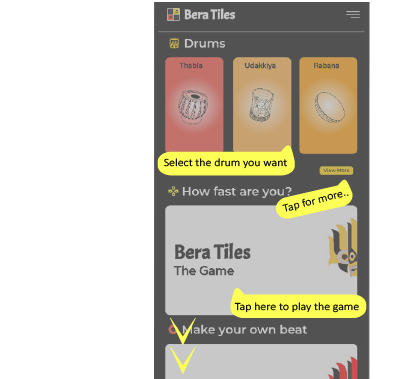 Bera Tiles
Drums
Thabla
Udakkiya
Rabana
Select the drum you want
View More
How fast are you?
Tap for more..
Bera Tiles
The Game
Tap here to play the game
Make your own beat